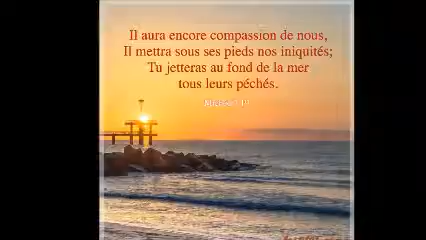 Il aura encore compassion de nous,
Il mettra sous ses pieds nos iniquités;
Tu jetteras au fond de la mer
tous leurs péchés.